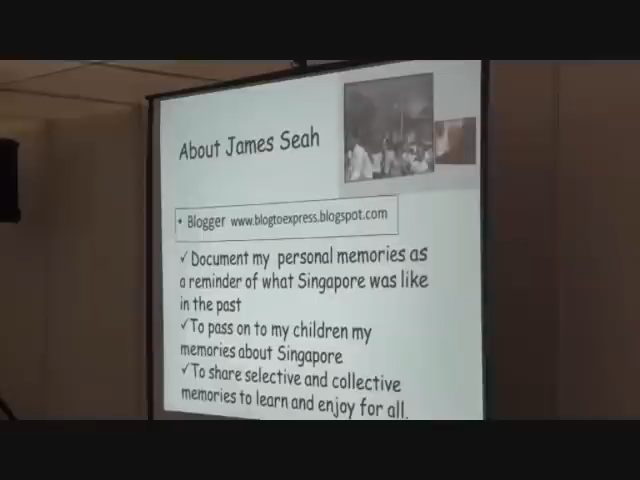 About James Seah
• Blogger www.blogtoexpress.blogspot.com
✓Document my personal memories as
a reminder of what Singapore was like
in the past
✓To pass on to my children my
memories about Singapore
✓To share selective and collective
memories to learn and enjoy for all.